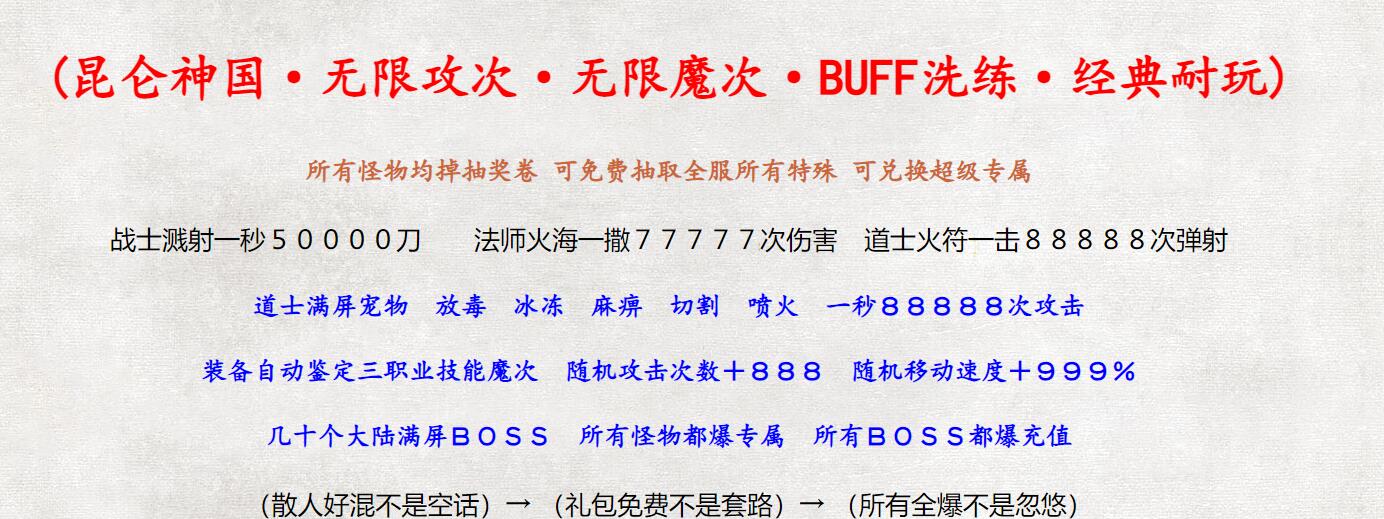 (昆仑神国·无限攻次·无限魔次·BUFF洗练·经典耐玩)
所有怪物均掉抽奖卷 可免费抽取全服所有特殊 可兑换超级专属
战士溅射一秒５００００刀　　法师火海一撒７７７７７次伤害　道士火符一击８８８８８次弹射
道士满屏宠物　放毒　冰冻　麻痹　切割　喷火　一秒８８８８８次攻击
装备自动鉴定三职业技能魔次　随机攻击次数＋８８８　随机移动速度＋９９９％
几十个大陆满屏ＢＯＳＳ　所有怪物都爆专属　所有ＢＯＳＳ都爆充值
（散人好混不是空话）→（礼包免费不是套路）→（所有全爆不是忽悠）